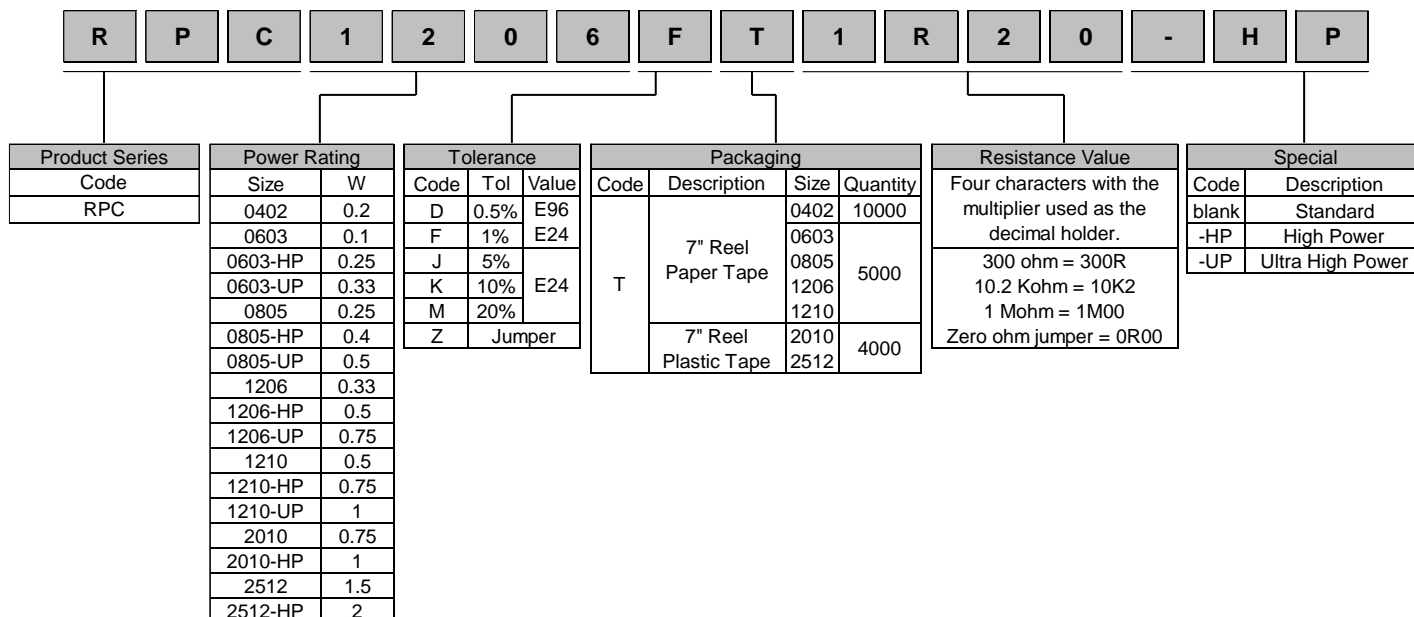 R P C 1 2 0 6 F T 1 R 2 0 - H P
Product Series
Code
RPC
Power Rating
Size W
0402 0.2
0603 0.1
0603-HP 0.25
0603-UP 0.33
0805 0.25
0805-HP 0.4
0805-UP 0.5
1206 0.33
1206-HP 0.5
1206-UP 0.75
1210 0.5
1210-HP 0.75
1210-UP 1
2010 0.75
2010-HP 1
2512 1.5
2512-HP 2
Tolerance
Code Tol Value
D 0.5% E96
F 1% E24
J 5%
K 10% E24
M 20%
Z Jumper
Packaging
Code Description Size Quantity
T
7" Reel
Paper Tape
0402 10000
0603
0805
1206
1210
5000
7" Reel
Plastic Tape
2010
2512
4000
Resistance Value
Four characters with the
multiplier used as the
decimal holder.
300 ohm = 300R
10.2 Kohm = 10K2
1 Mohm = 1M00
Zero ohm jumper = 0R00
Special
Code Description
blank Standard
-HP High Power
-UP Ultra High Power